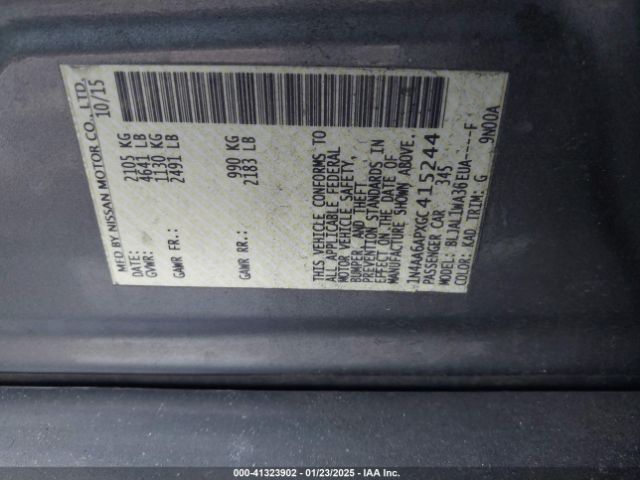 MFD BY NISSAN MOTOR CO., LTD.
DATE: 10/15
GVWR: 2105 KG
4641 LB
GAWR FR: 1130 KG
2491 LB
GAWR RR: 990 KG
2183 LB
THIS VEHICLE CONFORMS TO
ALL APPLICABLE FEDERAL
MOTOR VEHICLE SAFETY,
BUMPER, AND THEFT
PREVENTION STANDARDS IN
EFFECT ON THE DATE OF
MANUFACTURE SHOWN ABOVE.
1N4AA6APXGC415244
PASSENGER CAR 345
MODEL: BLJALLWA36EUA----F
COLOR: KAD TRIM: G 9N00A
000-41323902 - 01/23/2025 - IAA Inc.